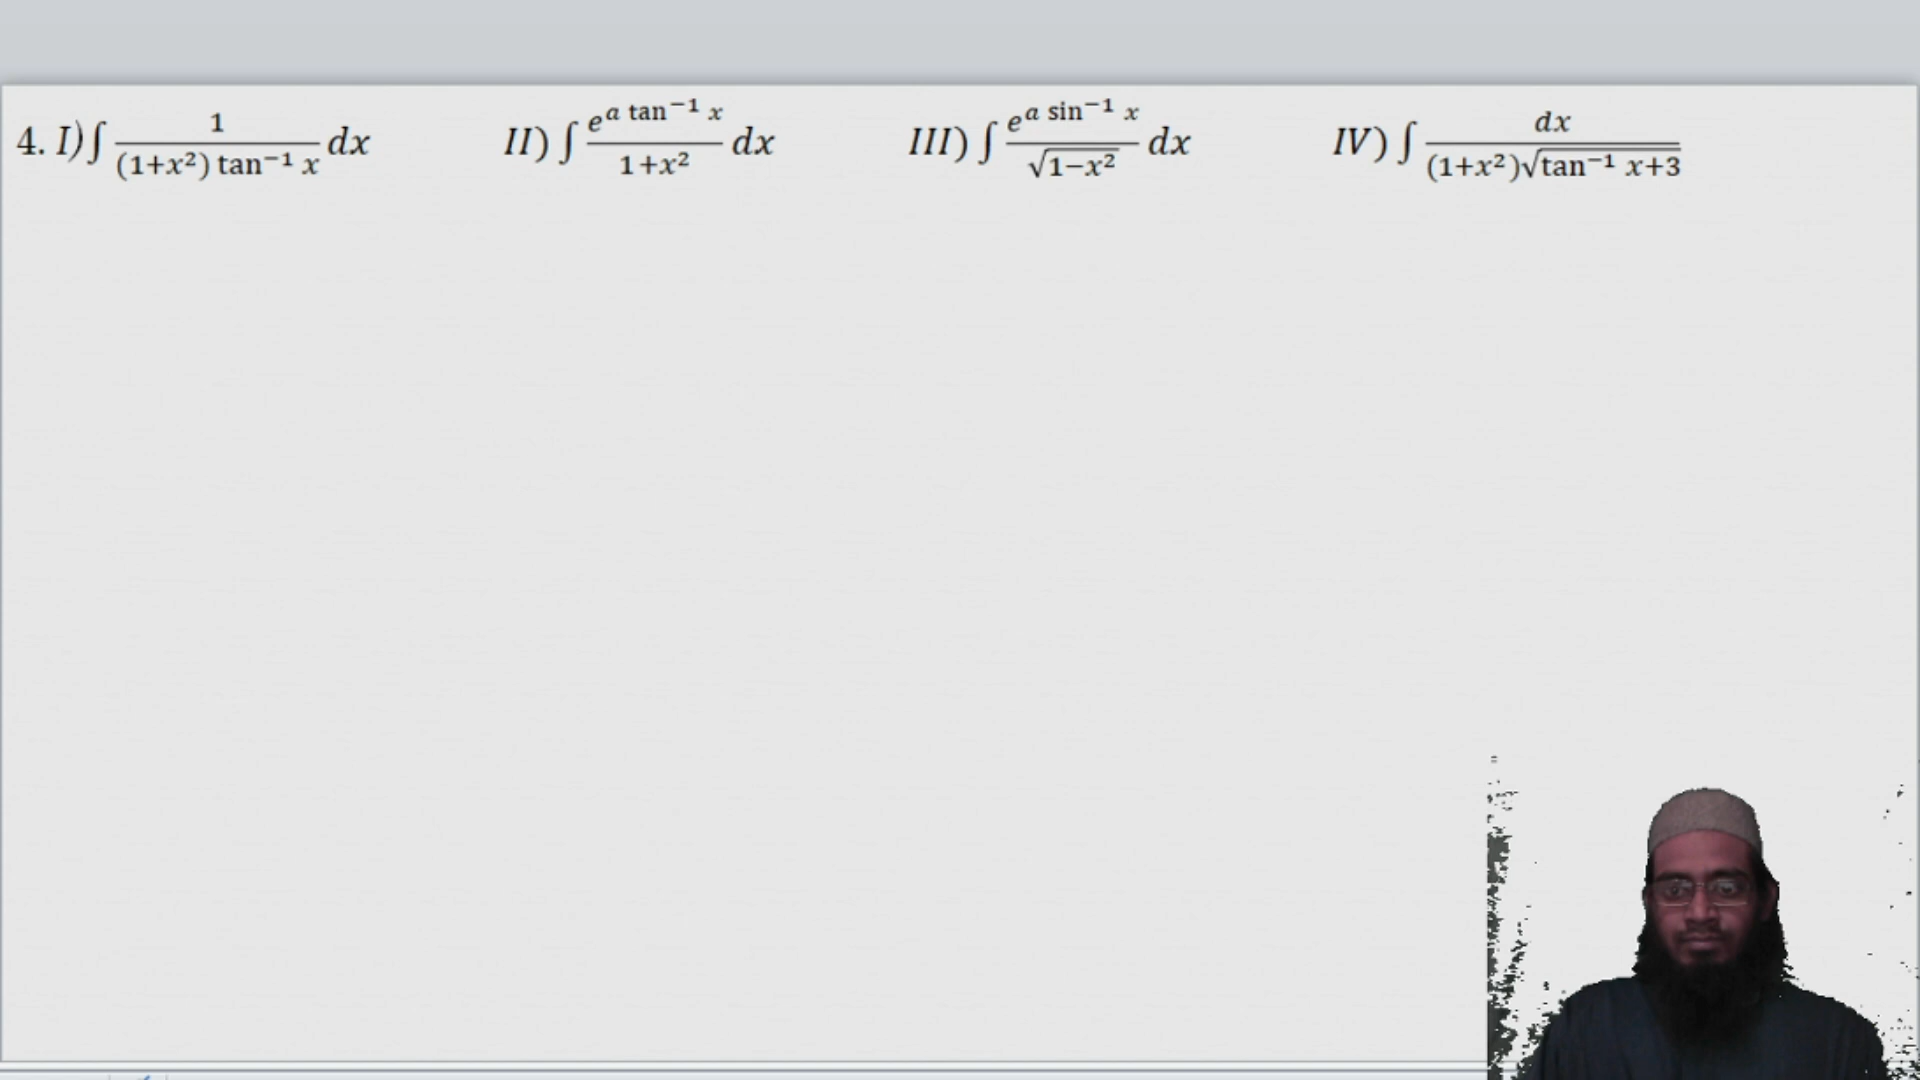 4. I) ∫ 1/((1+x²) tan⁻¹ x) dx II) ∫ e^(a tan⁻¹ x)/(1+x²) dx III) ∫ e^(a sin⁻¹ x)/√(1−x²) dx IV) ∫ dx/((1+x²)√(tan⁻¹ x+3))